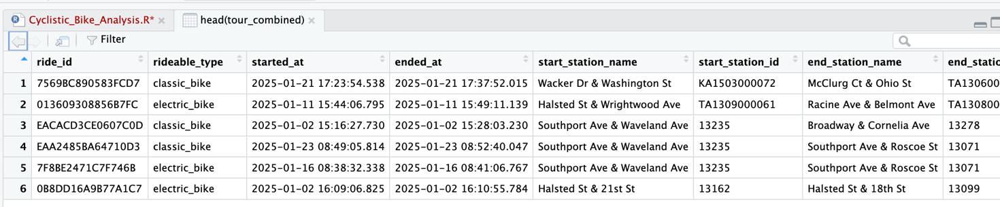 Cyclistic_Bike_Analysis.R* head(tour_combined)
Filter
ride_id rideable_type started_at ended_at start_station_name start_station_id end_station_name end_statio
1 7569BC890583FCD7 classic_bike 2025-01-21 17:23:54.538 2025-01-21 17:37:52.015 Wacker Dr & Washington St KA1503000072 McClurg Ct & Ohio St TA130600
2 013609308856B7FC electric_bike 2025-01-11 15:44:06.795 2025-01-11 15:49:11.139 Halsted St & Wrightwood Ave TA1309000061 Racine Ave & Belmont Ave TA130800
3 EACACD3CE0607C0D classic_bike 2025-01-02 15:16:27.730 2025-01-02 15:28:03.230 Southport Ave & Waveland Ave 13235 Broadway & Cornelia Ave 13278
4 EAA2485BA64710D3 classic_bike 2025-01-23 08:49:05.814 2025-01-23 08:52:40.047 Southport Ave & Waveland Ave 13235 Southport Ave & Roscoe St 13071
5 7F8BE2471C7F746B electric_bike 2025-01-16 08:38:32.338 2025-01-16 08:41:06.767 Southport Ave & Waveland Ave 13235 Southport Ave & Roscoe St 13071
6 0B8DD16A9B77A1C7 electric_bike 2025-01-02 16:09:06.825 2025-01-02 16:10:55.784 Halsted St & 21st St 13162 Halsted St & 18th St 13099